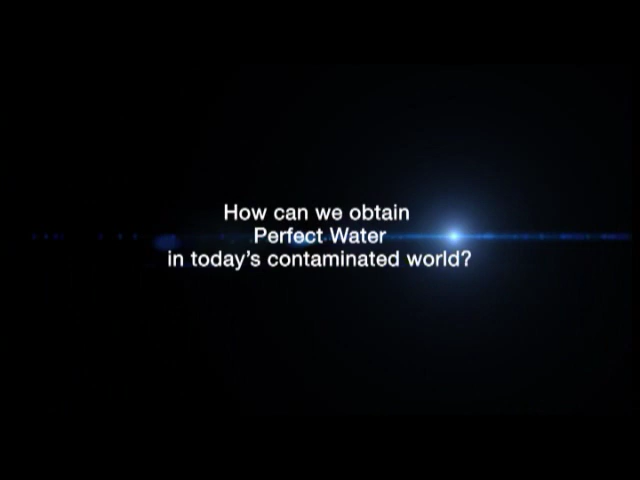 How can we obtain
Perfect Water
in today's contaminated world?